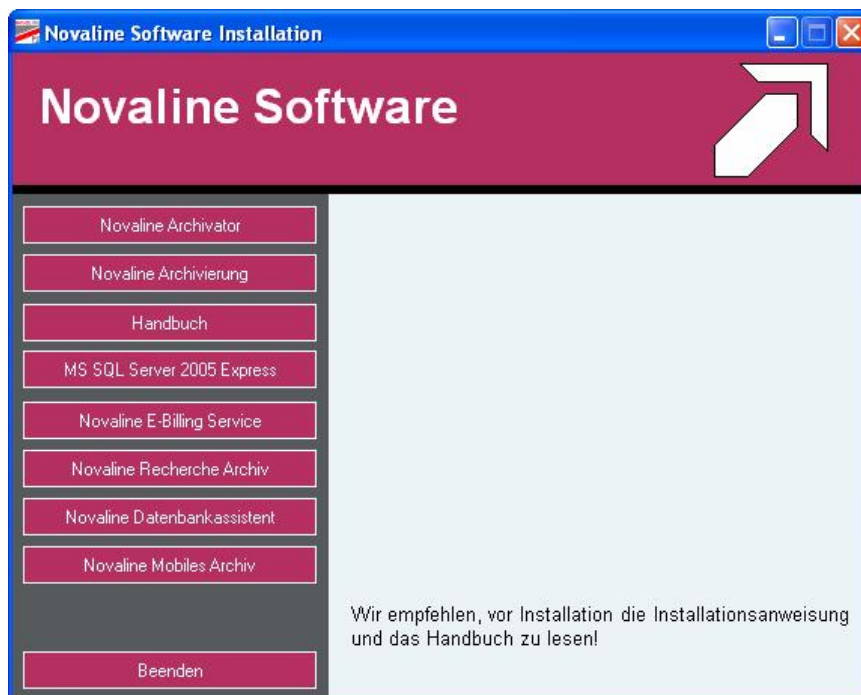 Novaline Software Installation
Novaline Software
Novaline Archivator
Novaline Archivierung
Handbuch
MS SQL Server 2005 Express
Novaline E-Billing Service
Novaline Recherche Archiv
Novaline Datenbankassistent
Novaline Mobiles Archiv
Wir empfehlen, vor Installation die Installationsanweisung
und das Handbuch zu lesen!
Beenden